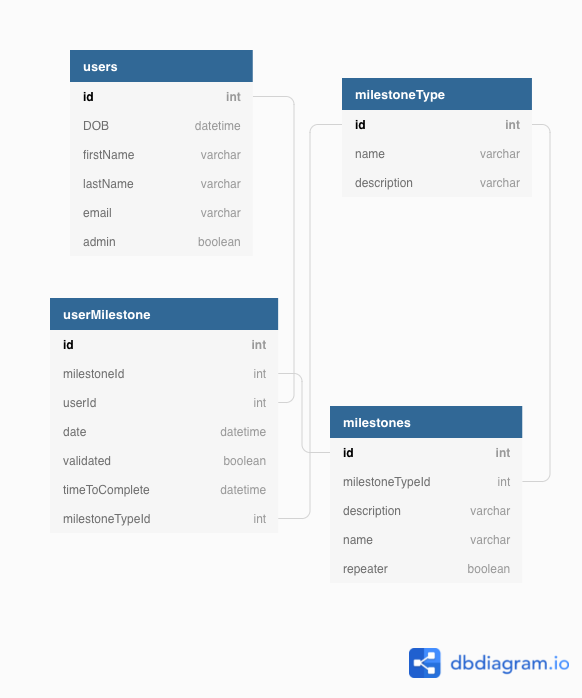 users
id int
DOB datetime
firstName varchar
lastName varchar
email varchar
admin boolean
milestoneType
id int
name varchar
description varchar
userMilestone
id int
milestoneId int
userId int
date datetime
validated boolean
timeToComplete datetime
milestoneTypeId int
milestones
id int
milestoneTypeId int
description varchar
name varchar
repeater boolean
dbdiagram.io